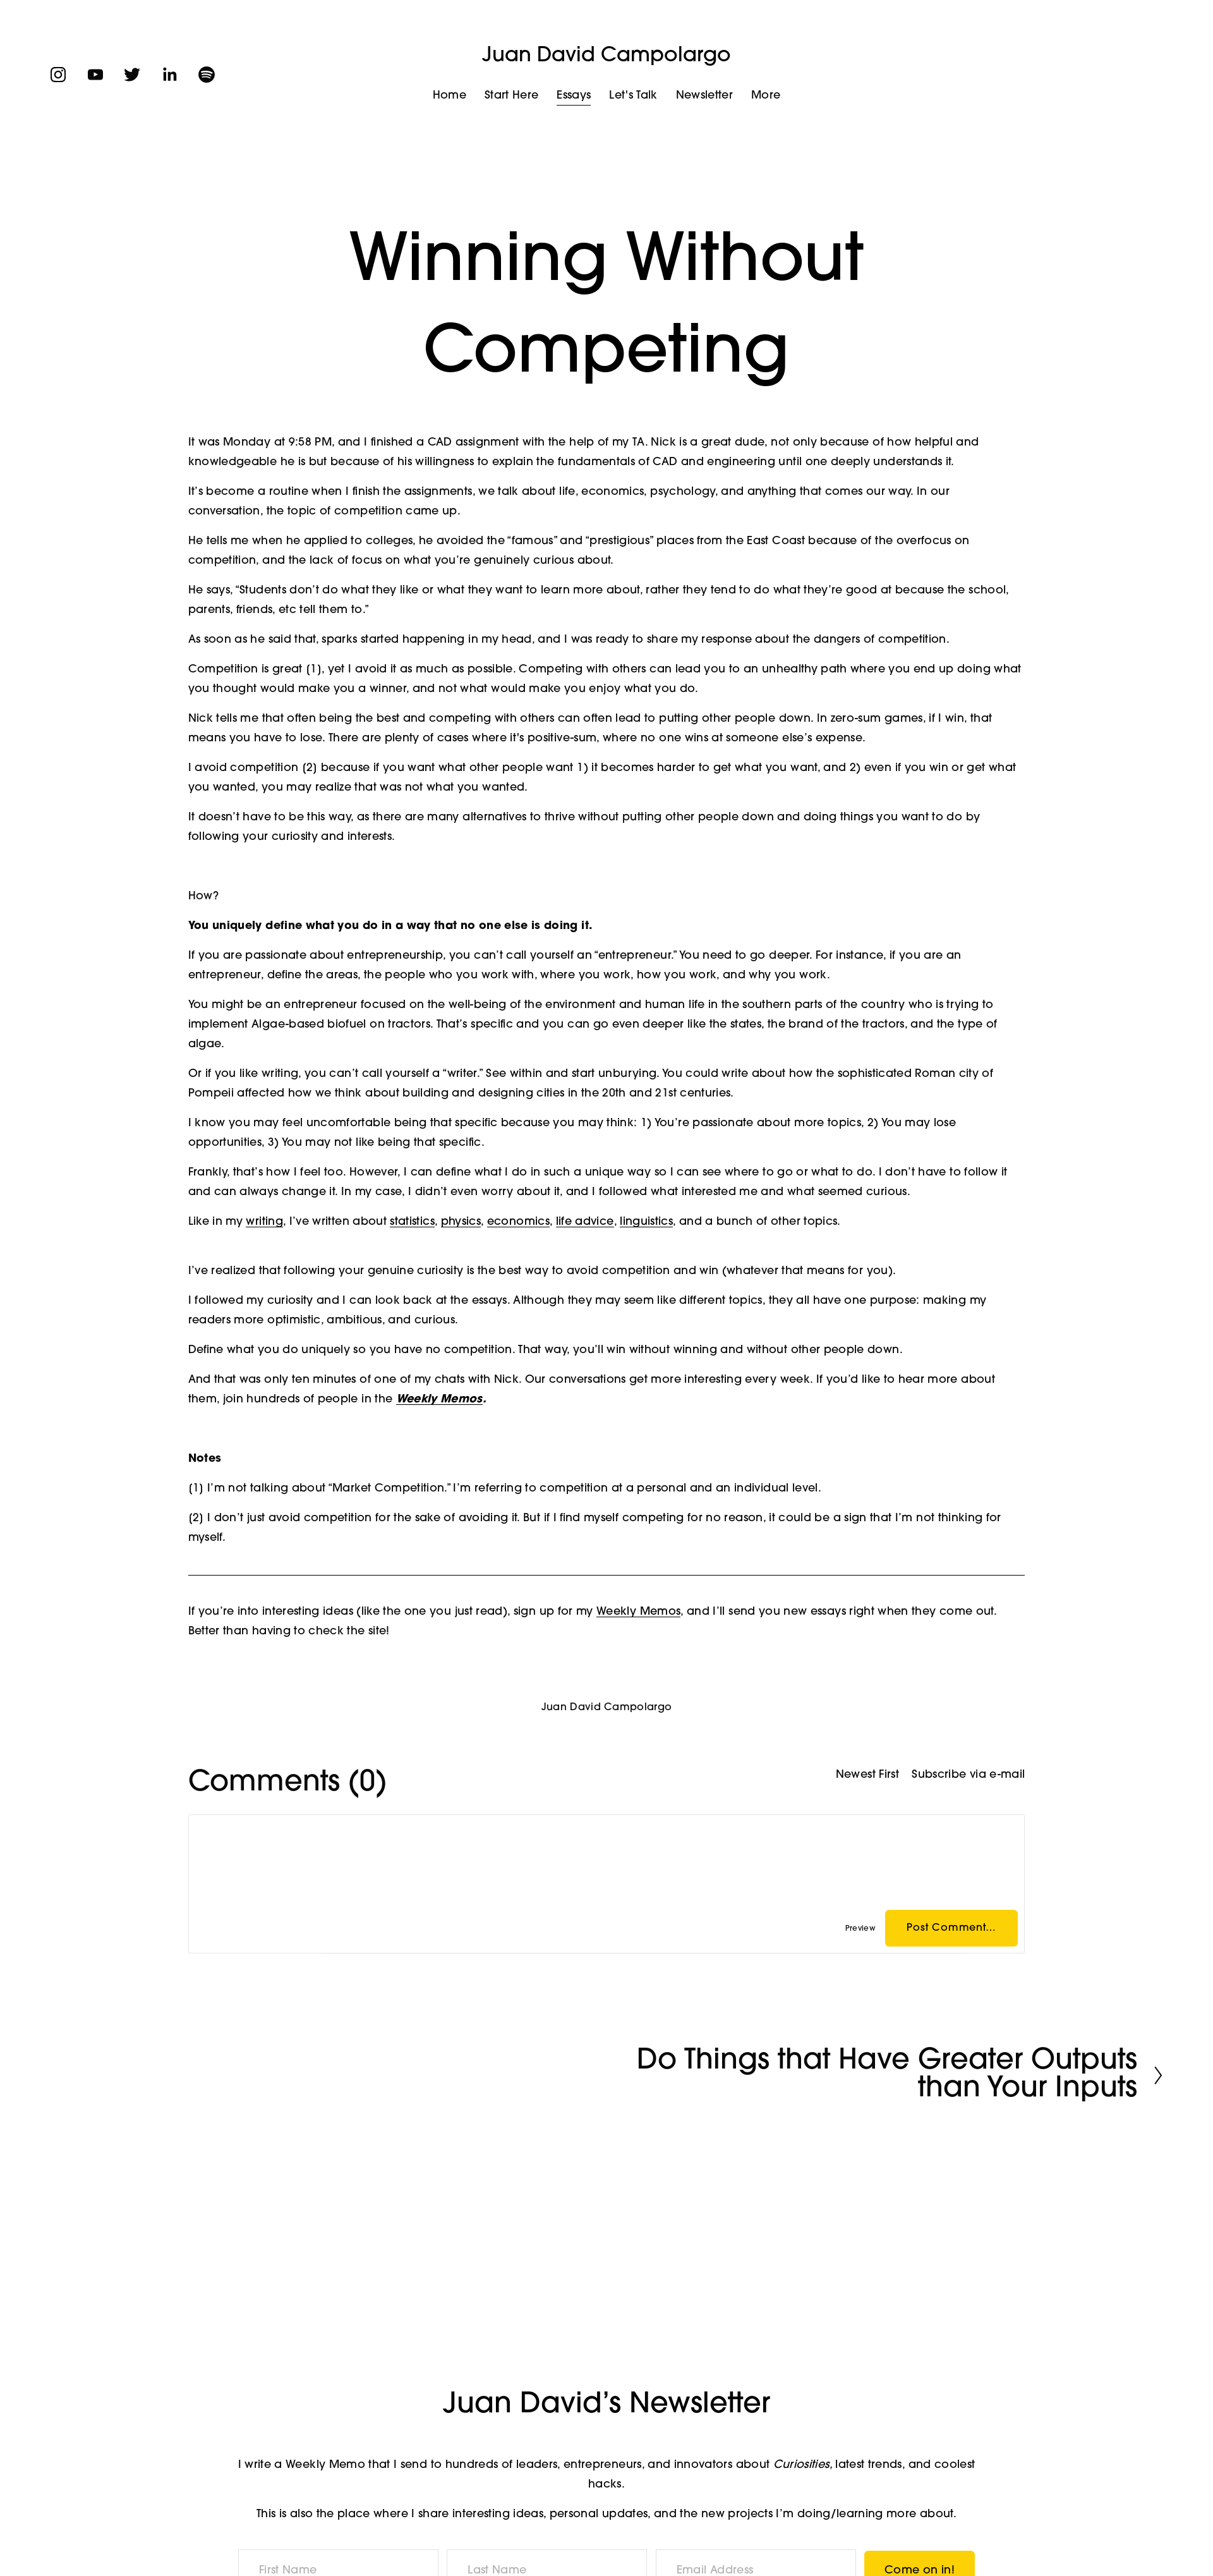 Juan David Campolargo
Home Start Here Essays Let's Talk Newsletter More
Winning Without
Competing
It was Monday at 9:58 PM, and I finished a CAD assignment with the help of my TA. Nick is a great dude, not only because of how helpful and
knowledgeable he is but because of his willingness to explain the fundamentals of CAD and engineering until one deeply understands it.
It’s become a routine when I finish the assignments, we talk about life, economics, psychology, and anything that comes our way. In our
conversation, the topic of competition came up.
He tells me when he applied to colleges, he avoided the “famous” and “prestigious” places from the East Coast because of the overfocus on
competition, and the lack of focus on what you’re genuinely curious about.
He says, “Students don’t do what they like or what they want to learn more about, rather they tend to do what they’re good at because the school,
parents, friends, etc tell them to.”
As soon as he said that, sparks started happening in my head, and I was ready to share my response about the dangers of competition.
Competition is great (1), yet I avoid it as much as possible. Competing with others can lead you to an unhealthy path where you end up doing what
you thought would make you a winner, and not what would make you enjoy what you do.
Nick tells me that often being the best and competing with others can often lead to putting other people down. In zero-sum games, if I win, that
means you have to lose. There are plenty of cases where it's positive-sum, where no one wins at someone else’s expense.
I avoid competition (2) because if you want what other people want 1) it becomes harder to get what you want, and 2) even if you win or get what
you wanted, you may realize that was not what you wanted.
It doesn’t have to be this way, as there are many alternatives to thrive without putting other people down and doing things you want to do by
following your curiosity and interests.
How?
You uniquely define what you do in a way that no one else is doing it.
If you are passionate about entrepreneurship, you can’t call yourself an “entrepreneur.” You need to go deeper. For instance, if you are an
entrepreneur, define the areas, the people who you work with, where you work, how you work, and why you work.
You might be an entrepreneur focused on the well-being of the environment and human life in the southern parts of the country who is trying to
implement Algae-based biofuel on tractors. That’s specific and you can go even deeper like the states, the brand of the tractors, and the type of
algae.
Or if you like writing, you can’t call yourself a “writer.” See within and start unburying. You could write about how the sophisticated Roman city of
Pompeii affected how we think about building and designing cities in the 20th and 21st centuries.
I know you may feel uncomfortable being that specific because you may think: 1) You’re passionate about more topics, 2) You may lose
opportunities, 3) You may not like being that specific.
Frankly, that’s how I feel too. However, I can define what I do in such a unique way so I can see where to go or what to do. I don’t have to follow it
and can always change it. In my case, I didn’t even worry about it, and I followed what interested me and what seemed curious.
Like in my writing, I’ve written about statistics, physics, economics, life advice, linguistics, and a bunch of other topics.
I’ve realized that following your genuine curiosity is the best way to avoid competition and win (whatever that means for you).
I followed my curiosity and I can look back at the essays. Although they may seem like different topics, they all have one purpose: making my
readers more optimistic, ambitious, and curious.
Define what you do uniquely so you have no competition. That way, you’ll win without winning and without other people down.
And that was only ten minutes of one of my chats with Nick. Our conversations get more interesting every week. If you’d like to hear more about
them, join hundreds of people in the Weekly Memos.
Notes
(1) I’m not talking about “Market Competition.” I’m referring to competition at a personal and an individual level.
(2) I don’t just avoid competition for the sake of avoiding it. But if I find myself competing for no reason, it could be a sign that I’m not thinking for
myself.
If you’re into interesting ideas (like the one you just read), sign up for my Weekly Memos, and I’ll send you new essays right when they come out.
Better than having to check the site!
Juan David Campolargo
Comments (0)
Newest First Subscribe via e-mail
Preview Post Comment…
Do Things that Have Greater Outputs
than Your Inputs
Juan David’s Newsletter
I write a Weekly Memo that I send to hundreds of leaders, entrepreneurs, and innovators about Curiosities, latest trends, and coolest
hacks.
This is also the place where I share interesting ideas, personal updates, and the new projects I’m doing/learning more about.
First Name Last Name Email Address Come on in!